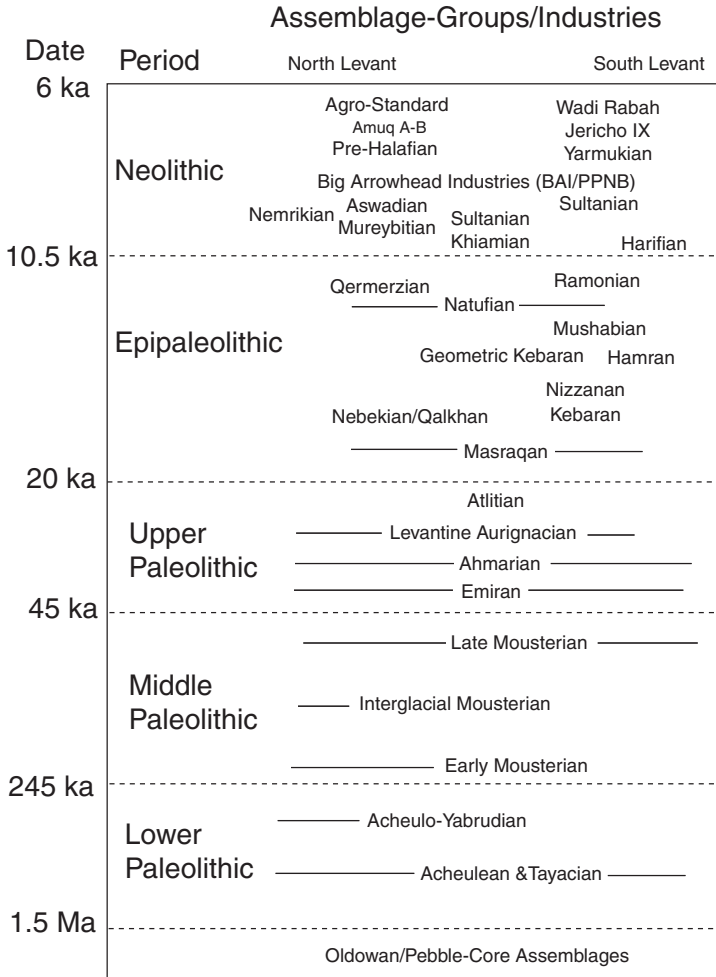 Assemblage-Groups/Industries
Date Period North Levant South Levant
6 ka
Agro-Standard Wadi Rabah
Amuq A-B Jericho IX
Pre-Halafian Yarmukian
Neolithic
Big Arrowhead Industries (BAI/PPNB)
Aswadian Sultanian
Nemrikian Mureybitian Sultanian
Khiamian Harifian
10.5 ka
Qermerzian Ramonian
Natufian
Mushabian
Epipaleolithic
Geometric Kebaran Hamran
Nizzanan
Nebekian/Qalkhan Kebaran
Masraqan
20 ka
Atlitian
Upper Levantine Aurignacian
Paleolithic Ahmarian
Emiran
45 ka
Late Mousterian
Middle
Paleolithic Interglacial Mousterian
Early Mousterian
245 ka
Acheulo-Yabrudian
Lower
Paleolithic Acheulean &Tayacian
1.5 Ma
Oldowan/Pebble-Core Assemblages